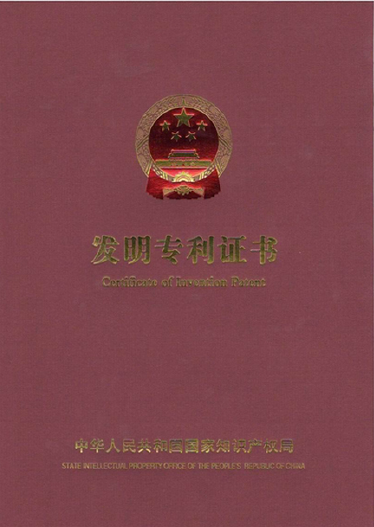 发明专利证书
Certificate of Invention Patent
中华人民共和国国家知识产权局
STATE INTELLECTUAL PROPERTY OFFICE OF THE PEOPLE'S REPUBLIC OF CHINA